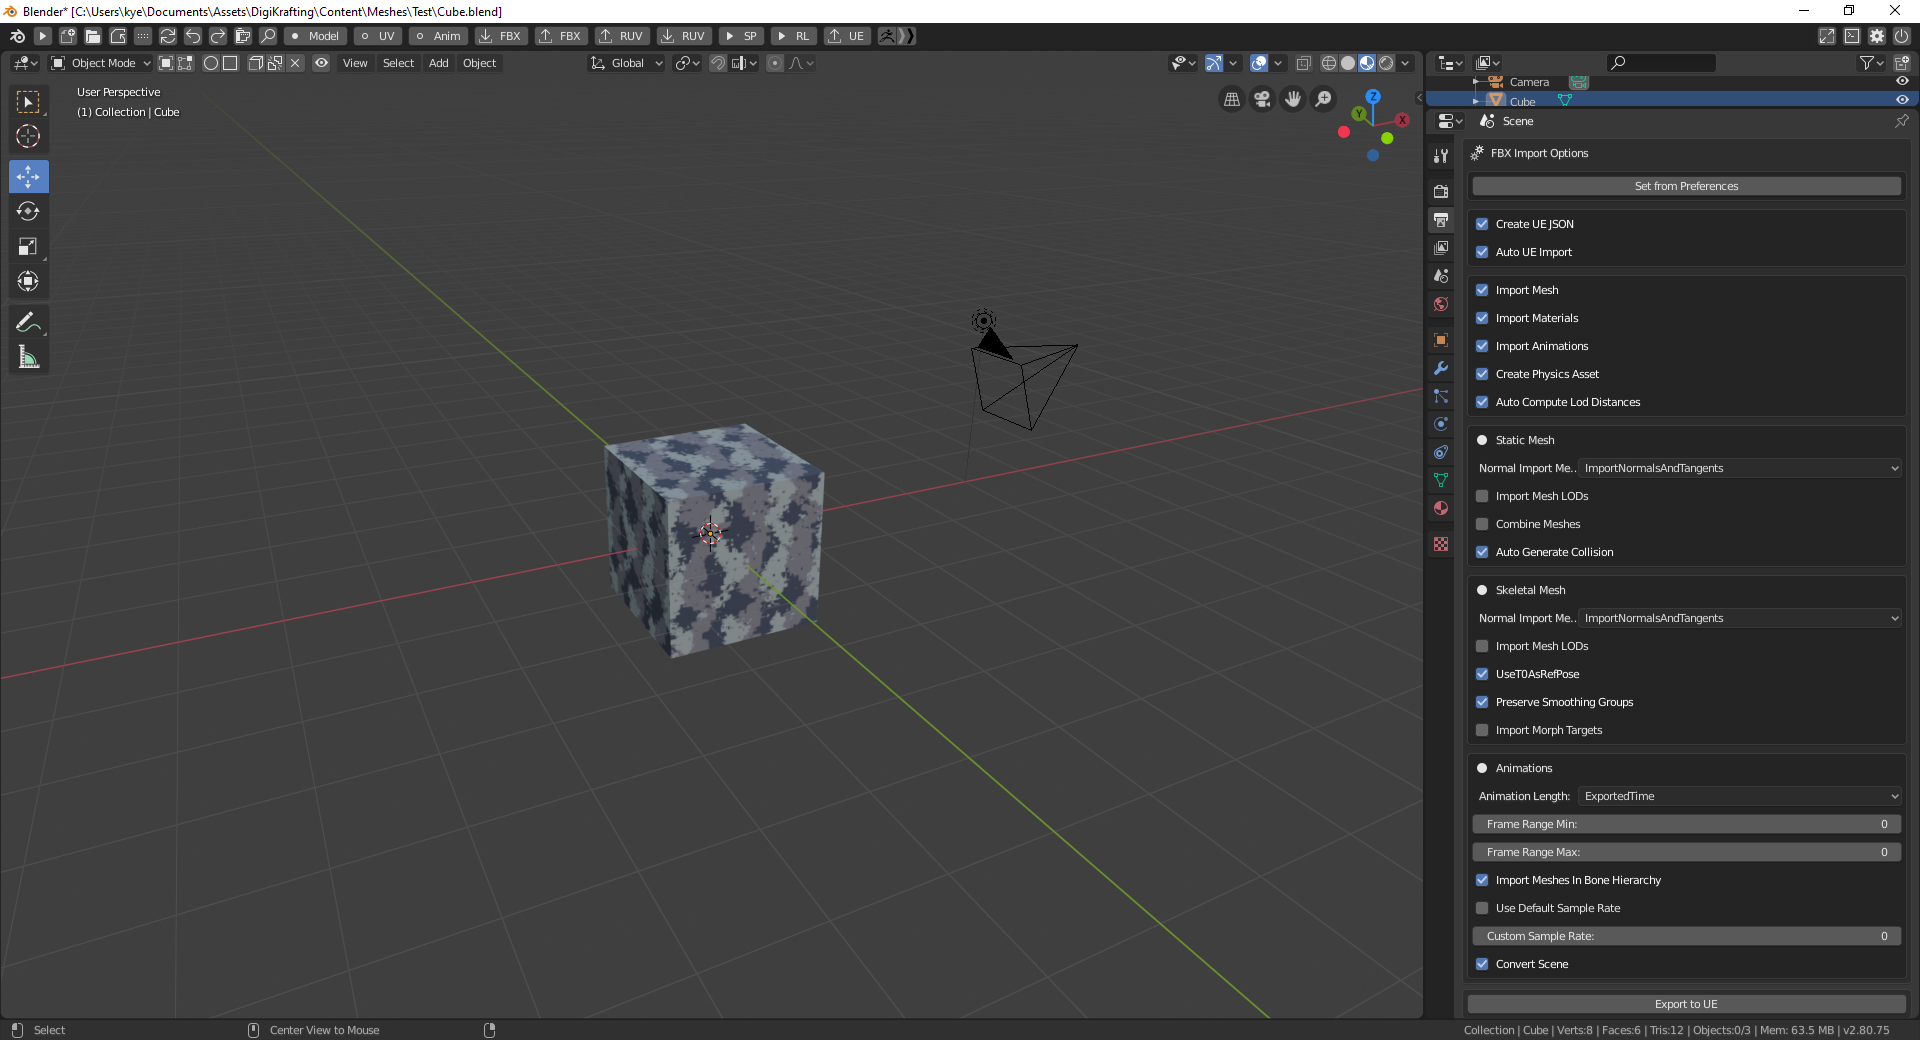 Blender* [C:\Users\kye\Documents\Assets\DigiKrafting\Content\Meshes\Test\Cube.blend]
Model UV Anim FBX FBX RUV RUV SP RL UE
Object Mode View Select Add Object Global
User Perspective
(1) Collection | Cube
Z
Y
X
Camera
Cube
Scene
FBX Import Options
Set from Preferences
Create UE JSON
Auto UE Import
Import Mesh
Import Materials
Import Animations
Create Physics Asset
Auto Compute Lod Distances
Static Mesh
Normal Import Me.. ImportNormalsAndTangents
Import Mesh LODs
Combine Meshes
Auto Generate Collision
Skeletal Mesh
Normal Import Me.. ImportNormalsAndTangents
Import Mesh LODs
UseT0AsRefPose
Preserve Smoothing Groups
Import Morph Targets
Animations
Animation Length: ExportedTime
Frame Range Min: 0
Frame Range Max: 0
Import Meshes In Bone Hierarchy
Use Default Sample Rate
Custom Sample Rate: 0
Convert Scene
Export to UE
Select Center View to Mouse Collection | Cube | Verts:8 | Faces:6 | Tris:12 | Objects:0/3 | Mem: 63.5 MB | v2.80.75